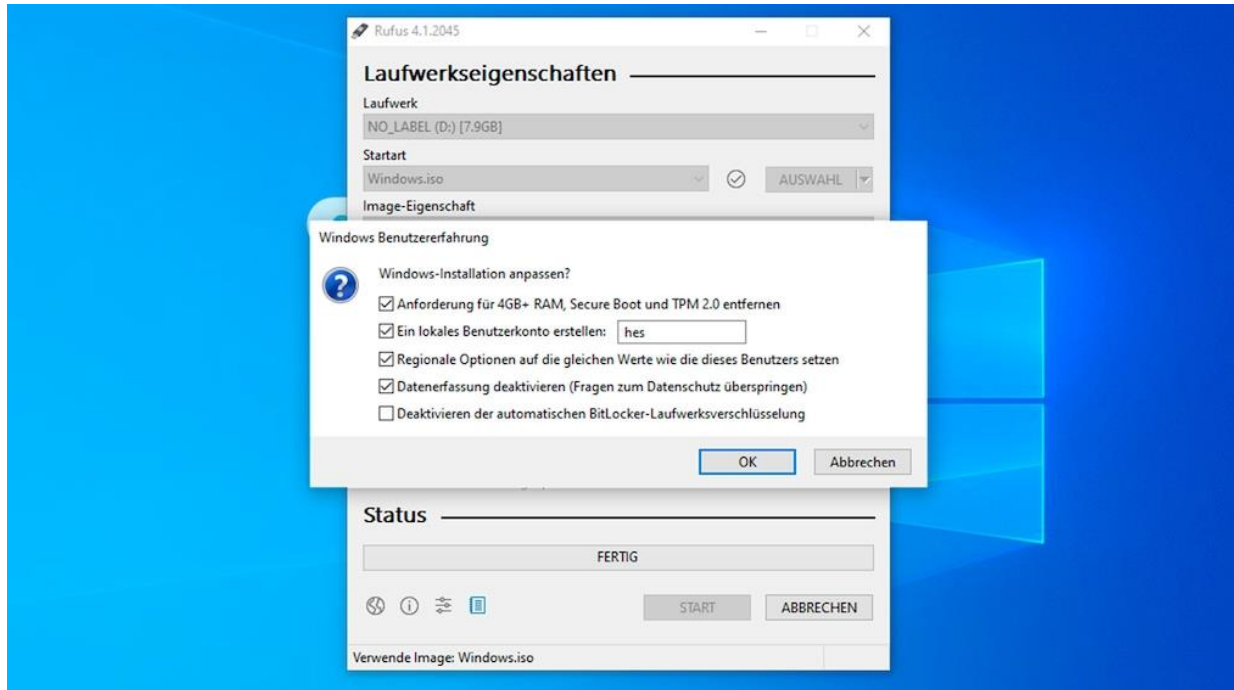 Rufus 4.1.2045
Laufwerkseigenschaften
Laufwerk
NO_LABEL (D:) [7.9GB]
Startart
Windows.iso
AUSWAHL
Image-Eigenschaft
Windows Benutzererfahrung
Windows-Installation anpassen?
Anforderung für 4GB+ RAM, Secure Boot und TPM 2.0 entfernen
Ein lokales Benutzerkonto erstellen: hes
Regionale Optionen auf die gleichen Werte wie die dieses Benutzers setzen
Datenerfassung deaktivieren (Fragen zum Datenschutz überspringen)
Deaktivieren der automatischen BitLocker-Laufwerksverschlüsselung
OK Abbrechen
Status
FERTIG
START ABBRECHEN
Verwende Image: Windows.iso